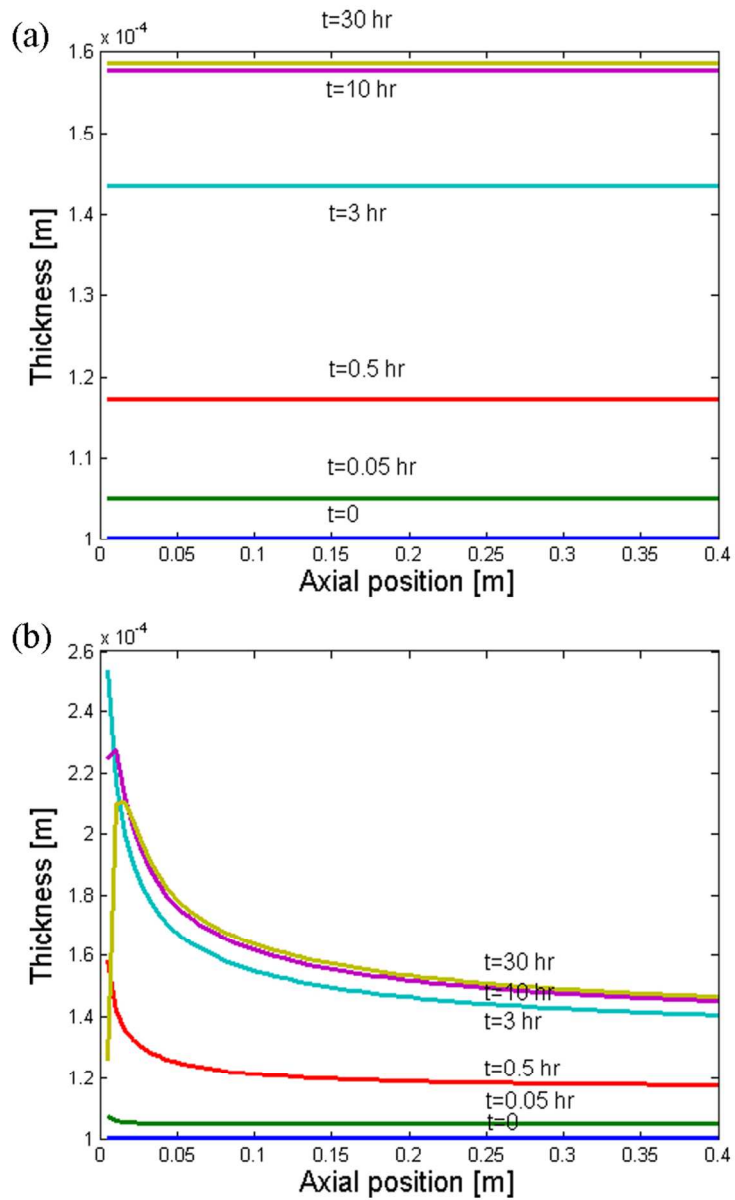 (a)
t=30 hr
x 10-4
1.6
t=10 hr
1.5
t=3 hr
1.4
Thickness [m]
1.3
t=0.5 hr
1.2
t=0.05 hr
1.1
t=0
1
0 0.05 0.1 0.15 0.2 0.25 0.3 0.35 0.4
Axial position [m]
(b)
x 10-4
2.6
2.4
2.2
Thickness [m]
2
1.8
1.6
t=30 hr
t=10 hr
t=3 hr
1.4
t=0.5 hr
1.2
t=0.05 hr
t=0
1
0 0.05 0.1 0.15 0.2 0.25 0.3 0.35 0.4
Axial position [m]